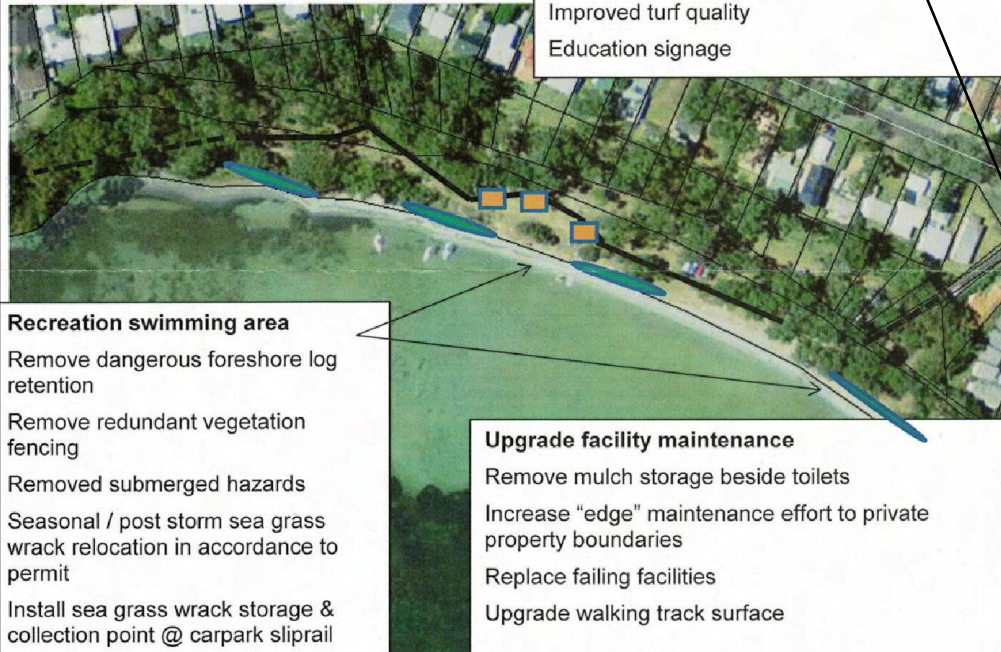 Improved turf quality
Education signage
Recreation swimming area
Remove dangerous foreshore log
retention
Remove redundant vegetation
fencing
Removed submerged hazards
Seasonal / post storm sea grass
wrack relocation in accordance to
permit
Install sea grass wrack storage &
collection point @ carpark sliprail
Upgrade facility maintenance
Remove mulch storage beside toilets
Increase “edge” maintenance effort to private
property boundaries
Replace failing facilities
Upgrade walking track surface